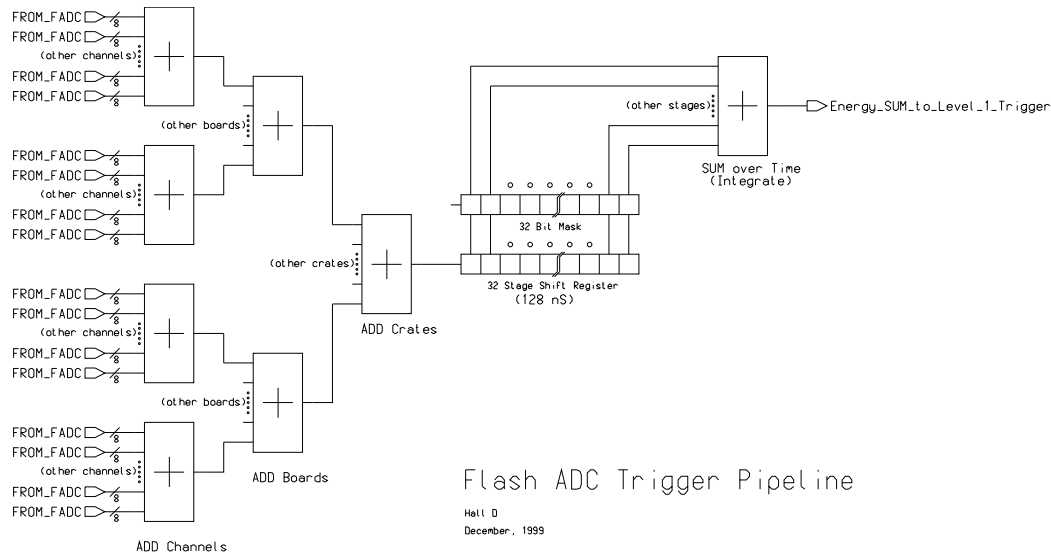 FROM_FADC 8
FROM_FADC 8
(other channels)
FROM_FADC 8
FROM_FADC 8
(other boards)
FROM_FADC 8
FROM_FADC 8
(other channels)
FROM_FADC 8
FROM_FADC 8
(other crates)
FROM_FADC 8
FROM_FADC 8
(other channels)
FROM_FADC 8
FROM_FADC 8
(other boards)
FROM_FADC 8
FROM_FADC 8
(other channels)
FROM_FADC 8
FROM_FADC 8
ADD Channels
ADD Boards
ADD Crates
(other stages)
Energy_SUM_to_Level_1_Trigger
SUM over Time
(Integrate)
32 Bit Mask
32 Stage Shift Register
(128 nS)
Flash ADC Trigger Pipeline
Hall D
December, 1999